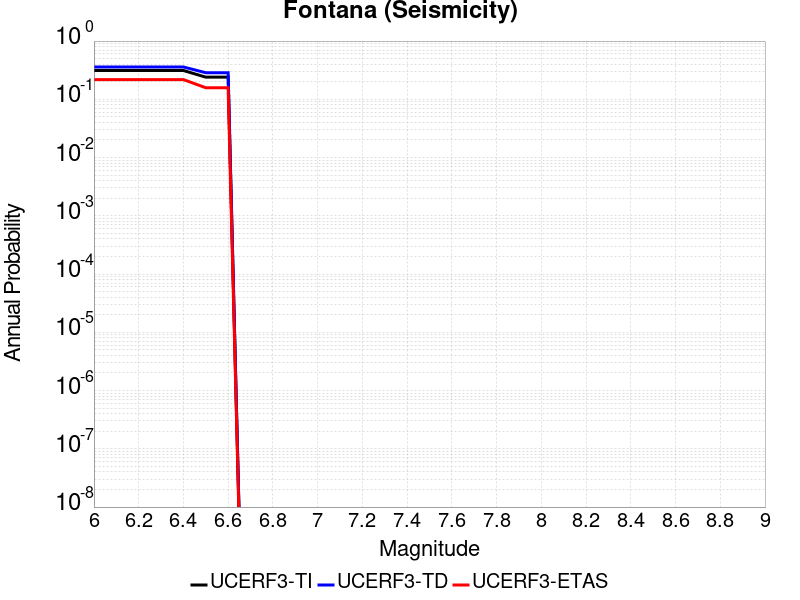 Fontana (Seismicity)
10^0
10^-1
10^-2
10^-3
10^-4
10^-5
10^-6
10^-7
10^-8
Annual Probability
6 6.2 6.4 6.6 6.8 7 7.2 7.4 7.6 7.8 8 8.2 8.4 8.6 8.8 9
Magnitude
UCERF3-TI UCERF3-TD UCERF3-ETAS